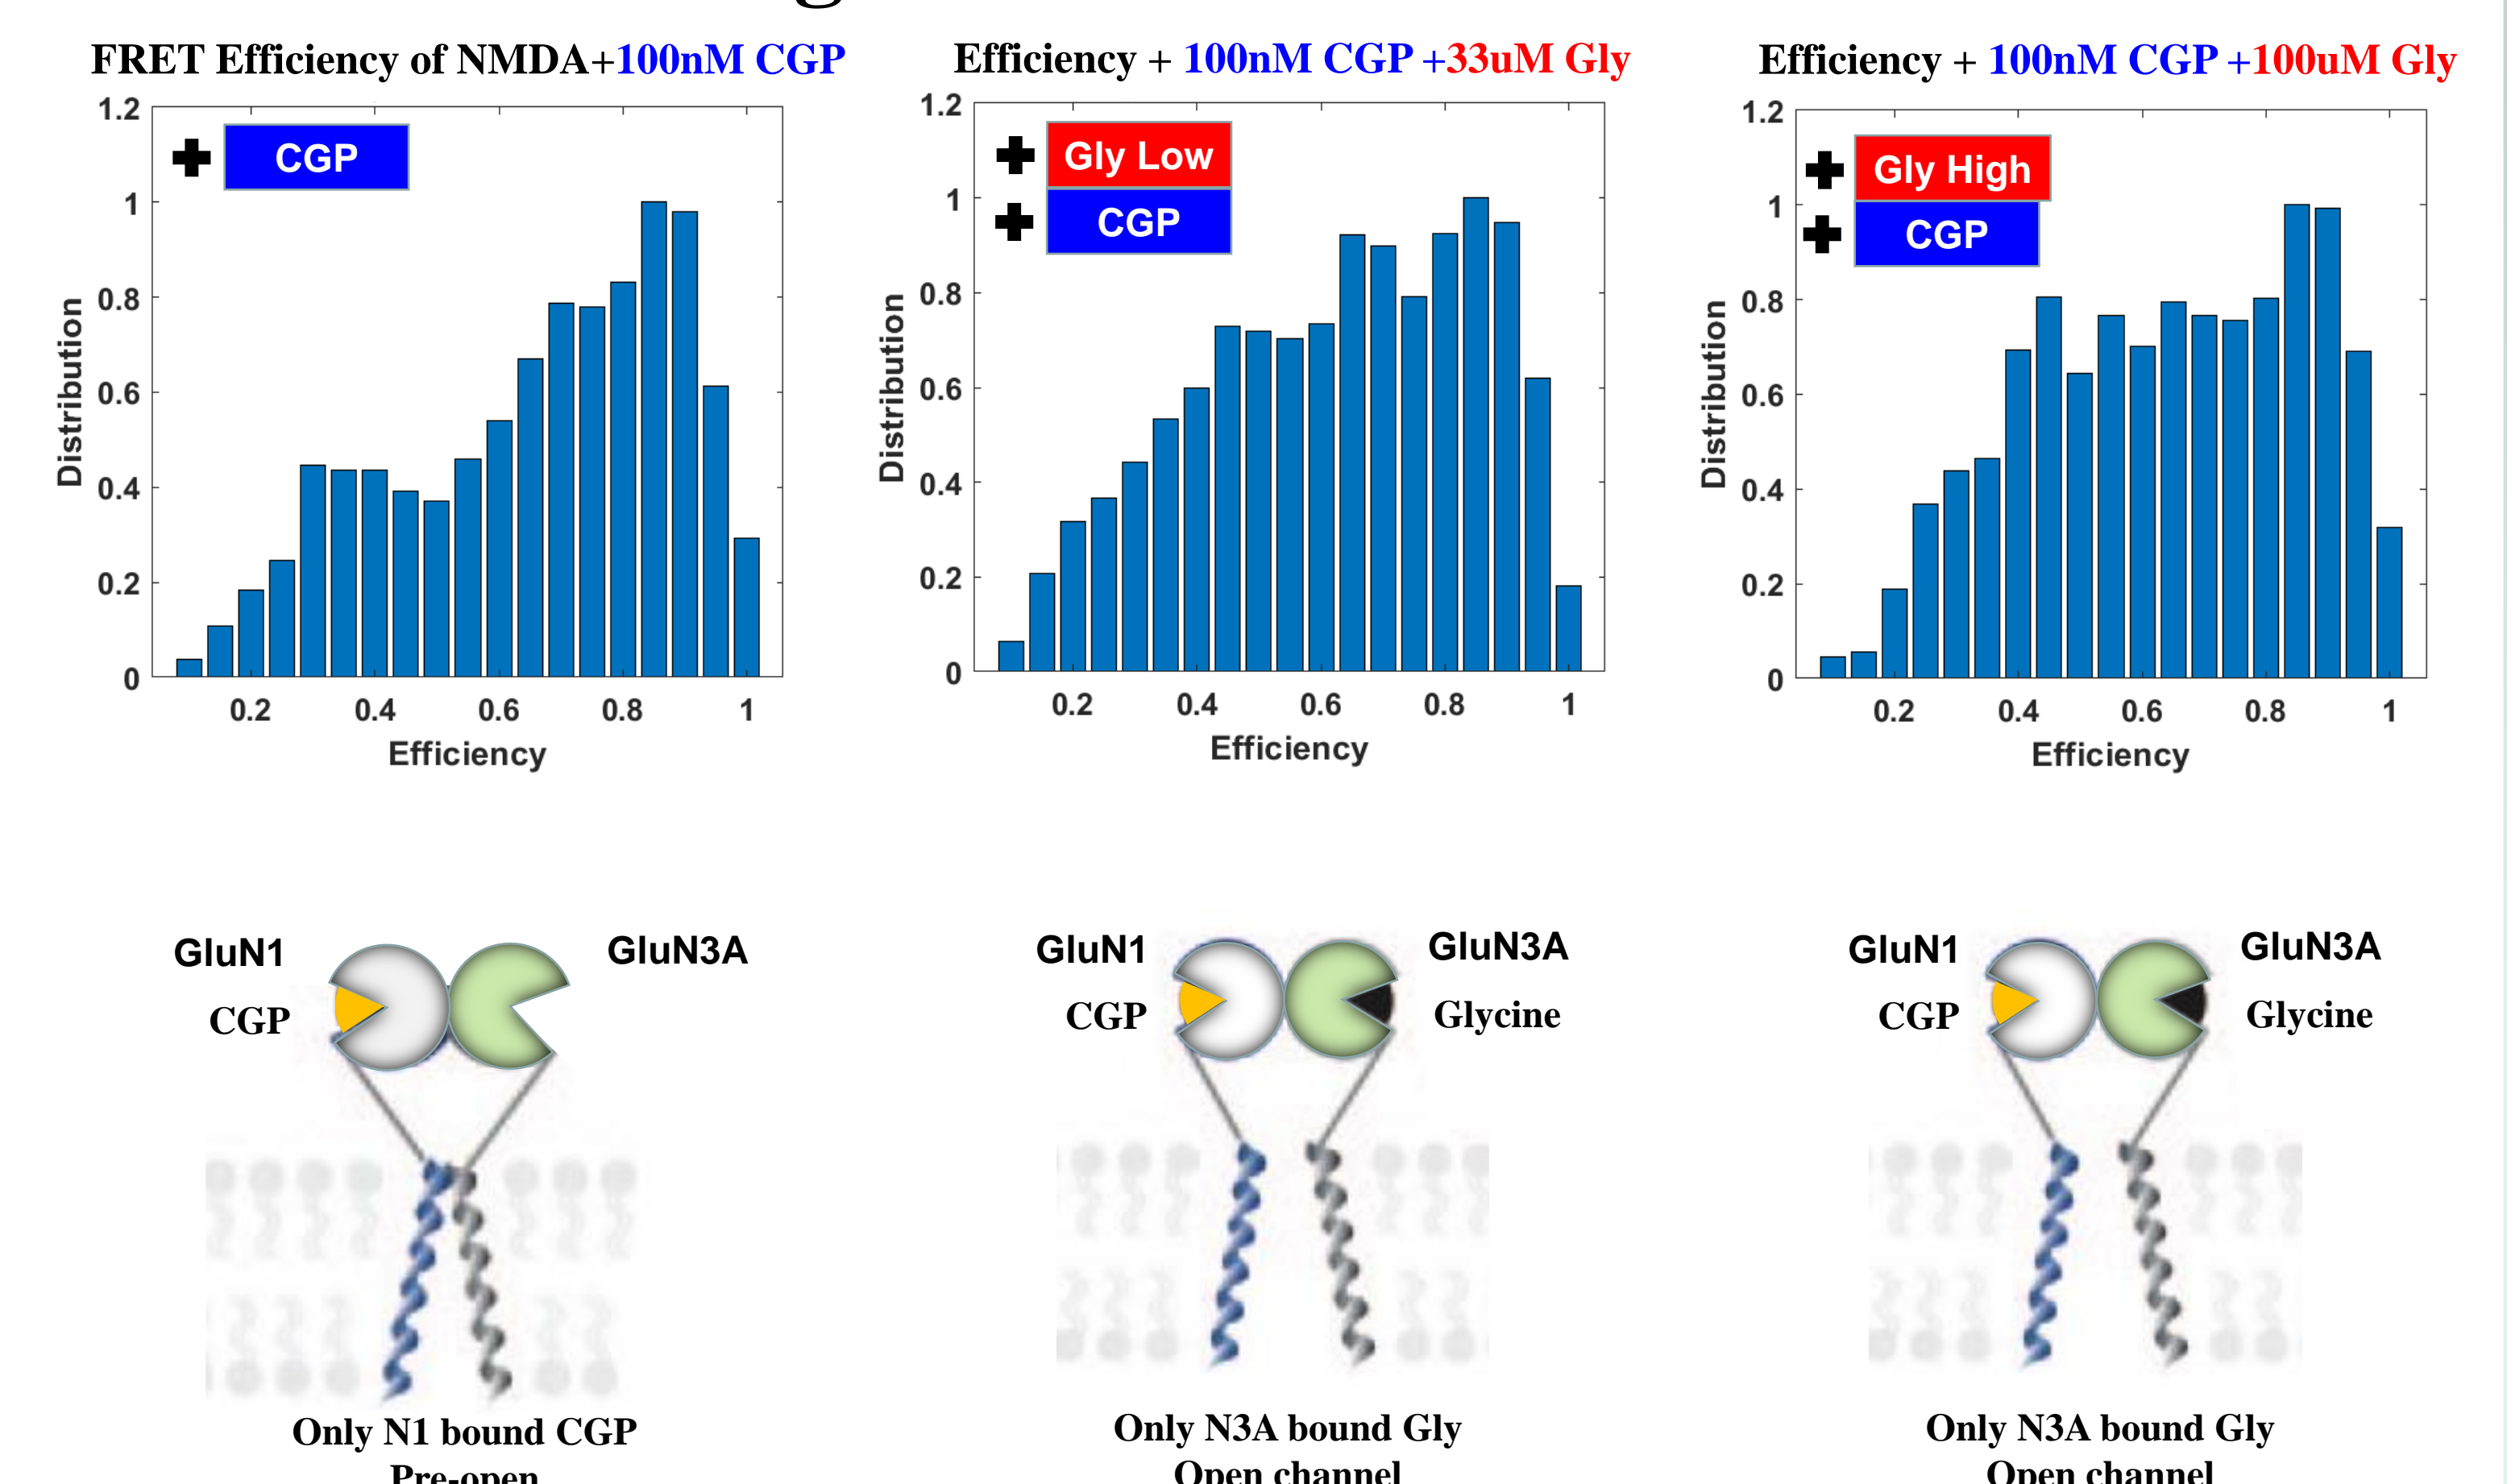 FRET Efficiency of NMDA+100nM CGP
Efficiency + 100nM CGP +33uM Gly
Efficiency + 100nM CGP +100uM Gly
CGP
1.2
1
0.8
0.6
0.4
0.2
0
Distribution
0.2 0.4 0.6 0.8 1
Efficiency
Gly Low
CGP
1.2
1
0.8
0.6
0.4
0.2
0
Distribution
0.2 0.4 0.6 0.8 1
Efficiency
Gly High
CGP
1.2
1
0.8
0.6
0.4
0.2
0
Distribution
0.2 0.4 0.6 0.8 1
Efficiency
GluN1 GluN3A
CGP
Only N1 bound CGP
Pre-open
GluN1 GluN3A
CGP Glycine
Only N3A bound Gly
Open channel
GluN1 GluN3A
CGP Glycine
Only N3A bound Gly
Open channel